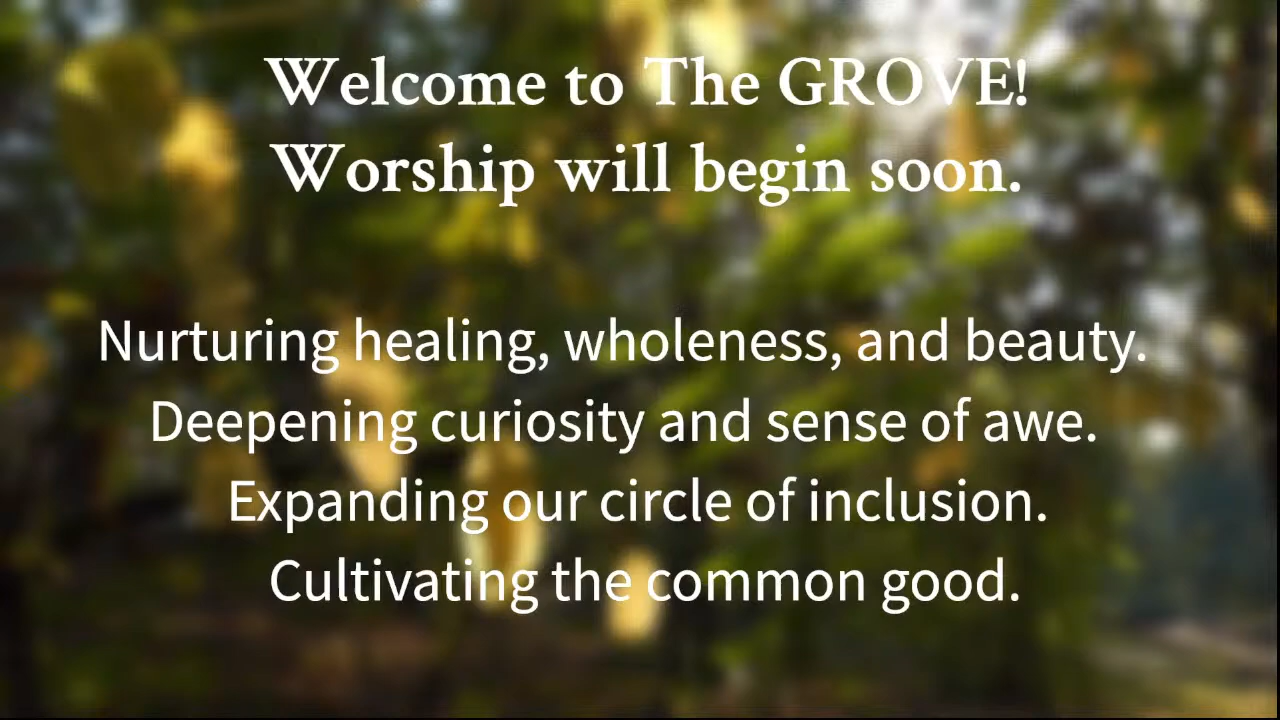 Welcome to The GROVE!
Worship will begin soon.
Nurturing healing, wholeness, and beauty.
Deepening curiosity and sense of awe.
Expanding our circle of inclusion.
Cultivating the common good.